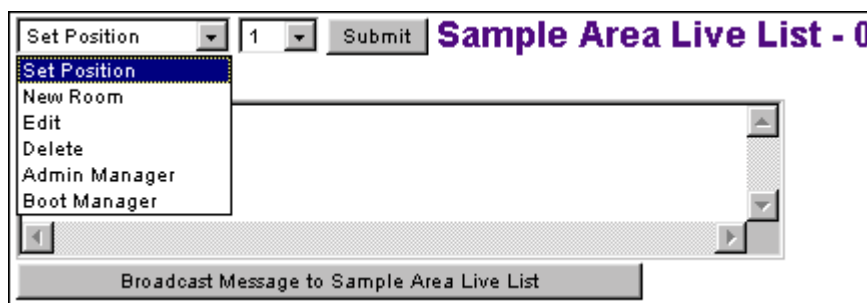 Set Position 1 Submit Sample Area Live List - 0
Set Position
New Room
Edit
Delete
Admin Manager
Boot Manager
Broadcast Message to Sample Area Live List